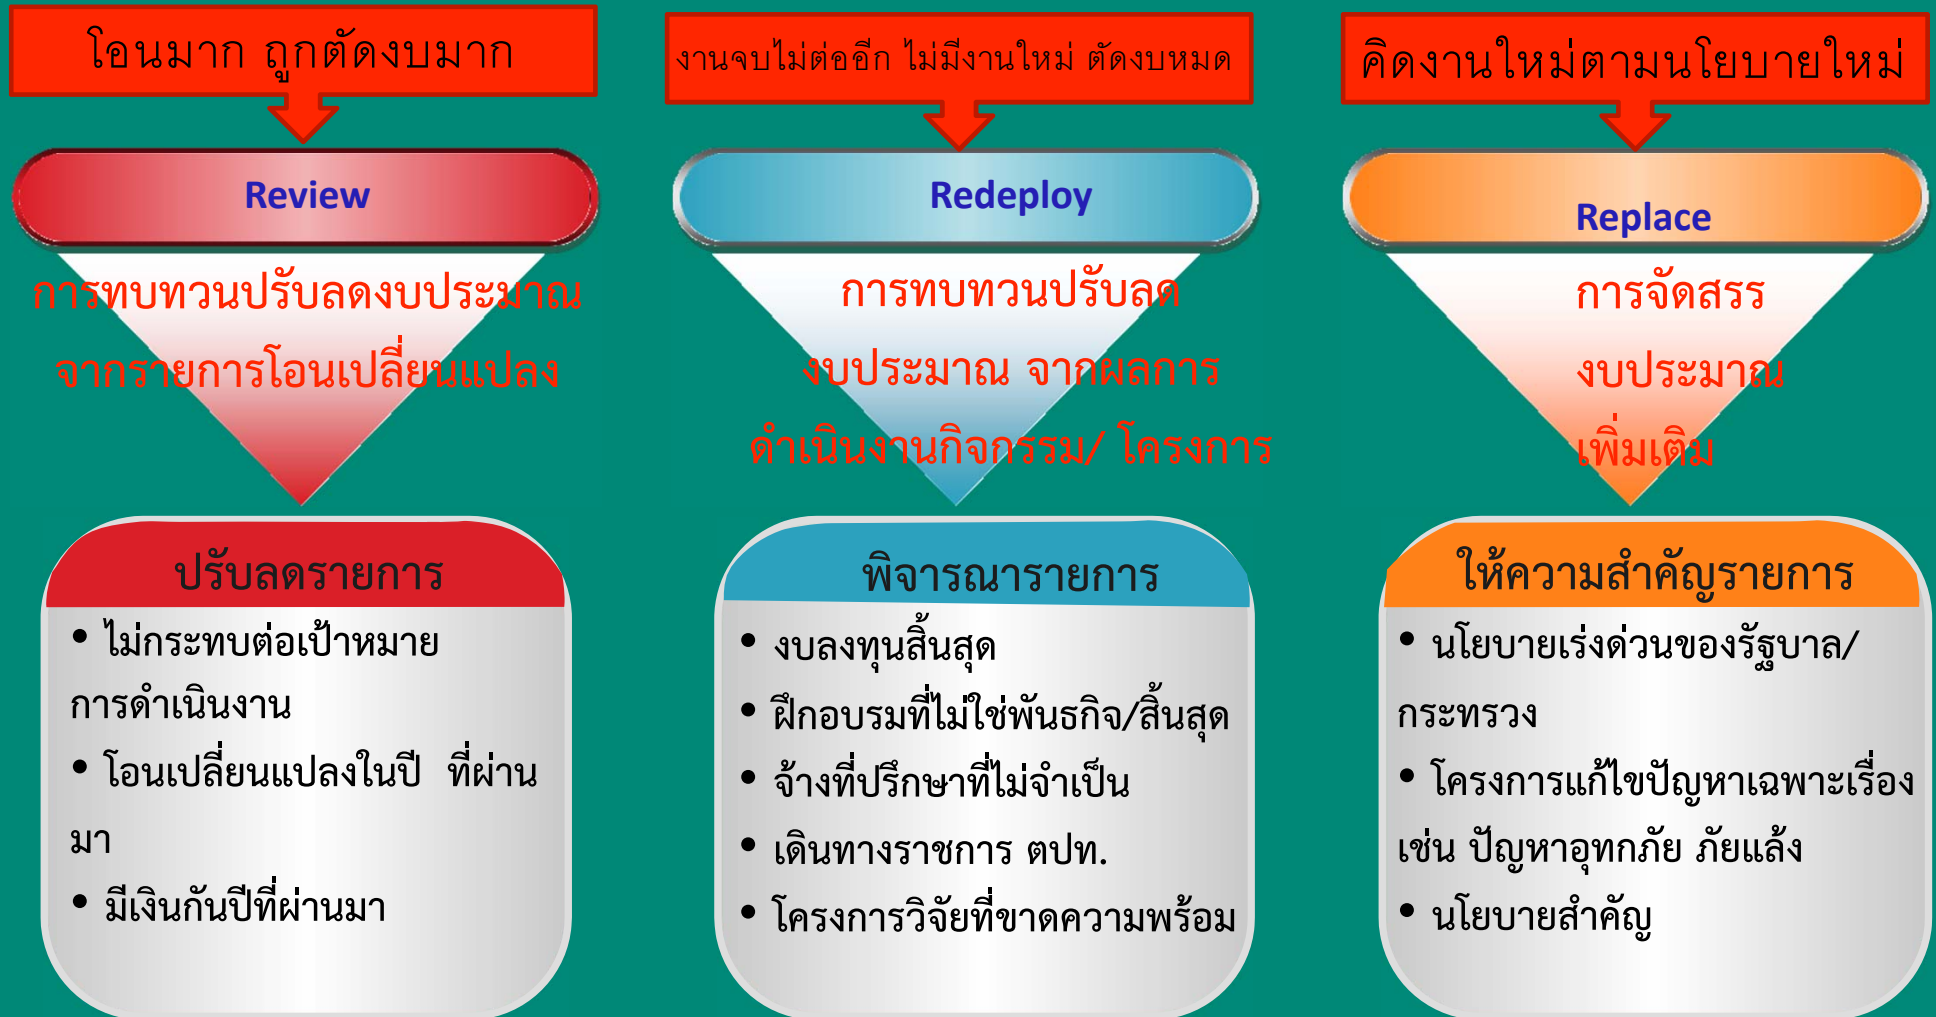 โอนมาก ถูกตัดงบมาก
Review
การทบทวนปรับลดงบประมาณ
จากรายการโอนเปลี่ยนแปลง
ปรับลดรายการ
• ไม่กระทบต่อเป้าหมาย
การดำเนินงาน
• โอนเปลี่ยนแปลงในปี ที่ผ่าน
มา
• มีเงินกันปีที่ผ่านมา
งานจบไม่ต่ออีก ไม่มีงานใหม่ ตัดงบหมด
Redeploy
การทบทวนปรับลด
งบประมาณ จากผลการ
ดำเนินงานกิจกรรม/ โครงการ
พิจารณารายการ
• งบลงทุนสิ้นสุด
• ฝึกอบรมที่ไม่ใช่พันธกิจ/สิ้นสุด
• จ้างที่ปรึกษาที่ไม่จำเป็น
• เดินทางราชการ ตปท.
• โครงการวิจัยที่ขาดความพร้อม
คิดงานใหม่ตามนโยบายใหม่
Replace
การจัดสรร
งบประมาณ
เพิ่มเติม
ให้ความสำคัญรายการ
• นโยบายเร่งด่วนของรัฐบาล/
กระทรวง
• โครงการแก้ไขปัญหาเฉพาะเรื่อง
เช่น ปัญหาอุทกภัย ภัยแล้ง
• นโยบายสำคัญ